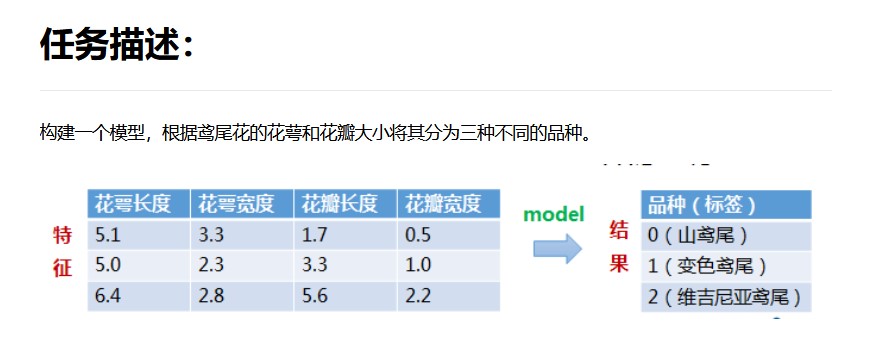 任务描述：
构建一个模型，根据鸢尾花的花萼和花瓣大小将其分为三种不同的品种。
特征
花萼长度 花萼宽度 花瓣长度 花瓣宽度
5.1 3.3 1.7 0.5
5.0 2.3 3.3 1.0
6.4 2.8 5.6 2.2
model
结果
品种（标签）
0（山鸢尾）
1（变色鸢尾）
2（维吉尼亚鸢尾）